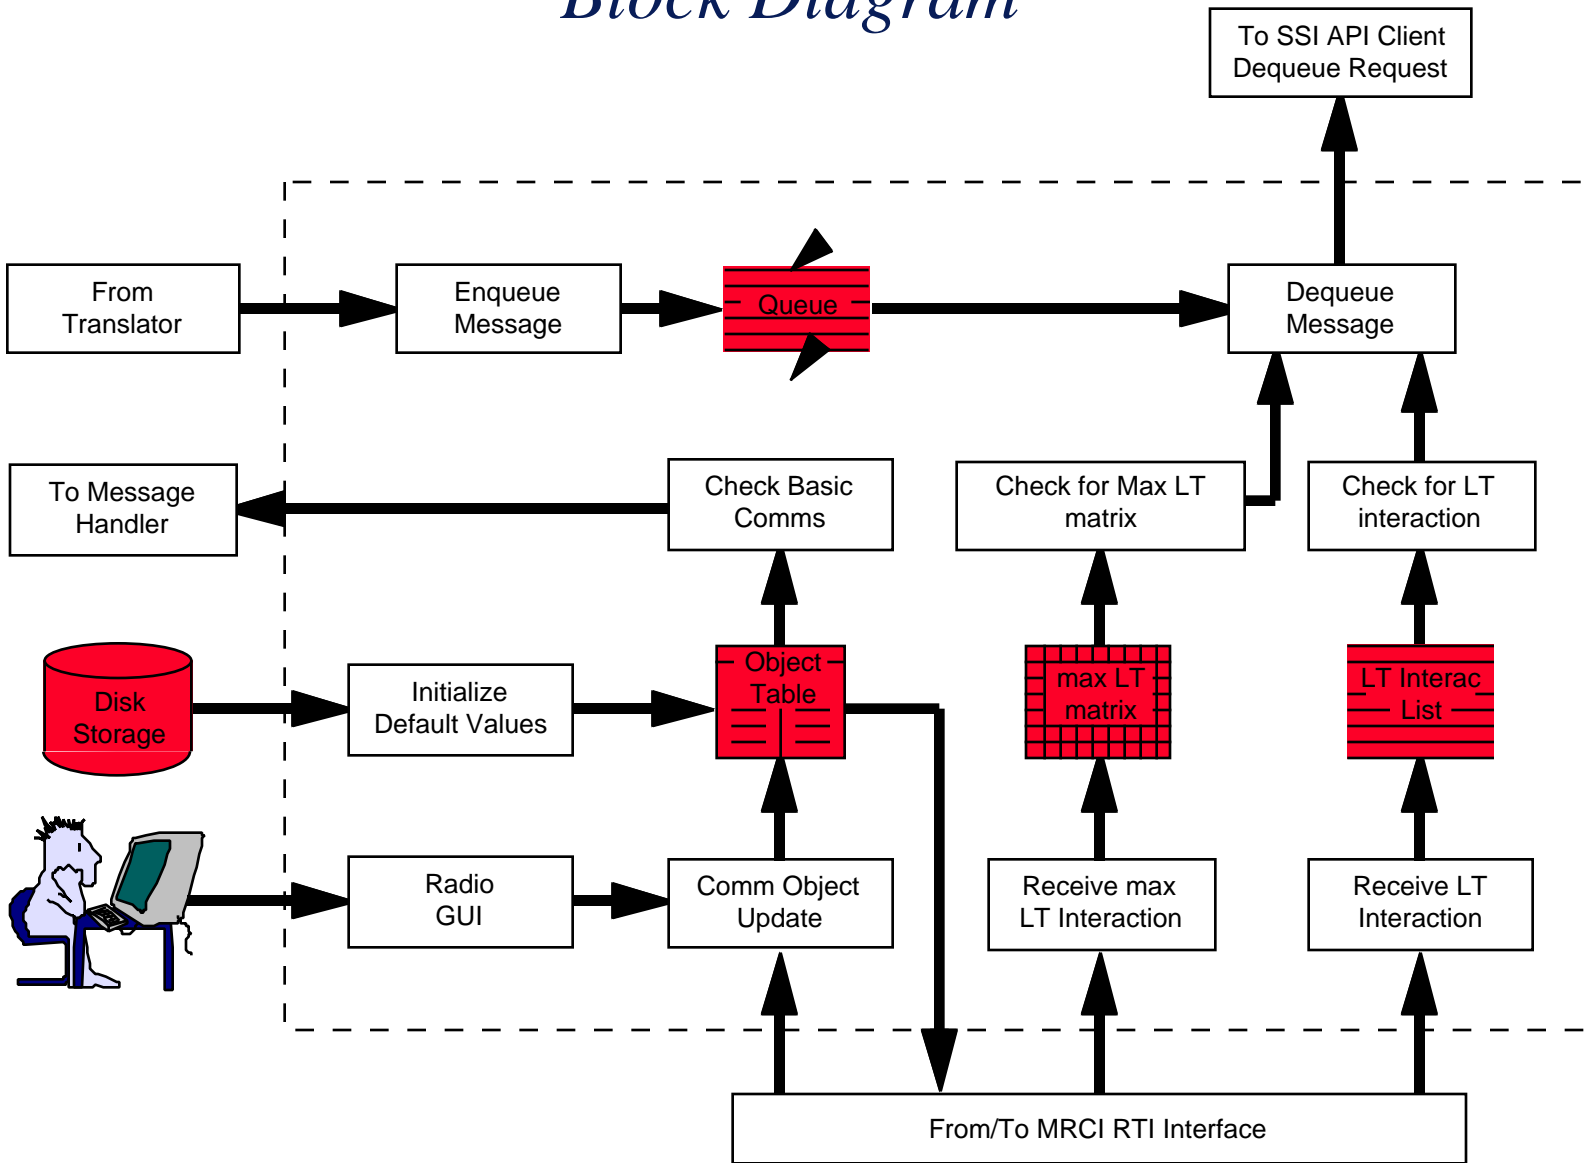 Block Diagram
To SSI API Client
Dequeue Request
From
Translator
Enqueue
Message
Queue
Dequeue
Message
To Message
Handler
Check Basic
Comms
Check for Max LT
matrix
Check for LT
interaction
Disk
Storage
Initialize
Default Values
Object
Table
max LT
matrix
LT Interac
List
Radio
GUI
Comm Object
Update
Receive max
LT Interaction
Receive LT
Interaction
From/To MRCI RTI Interface